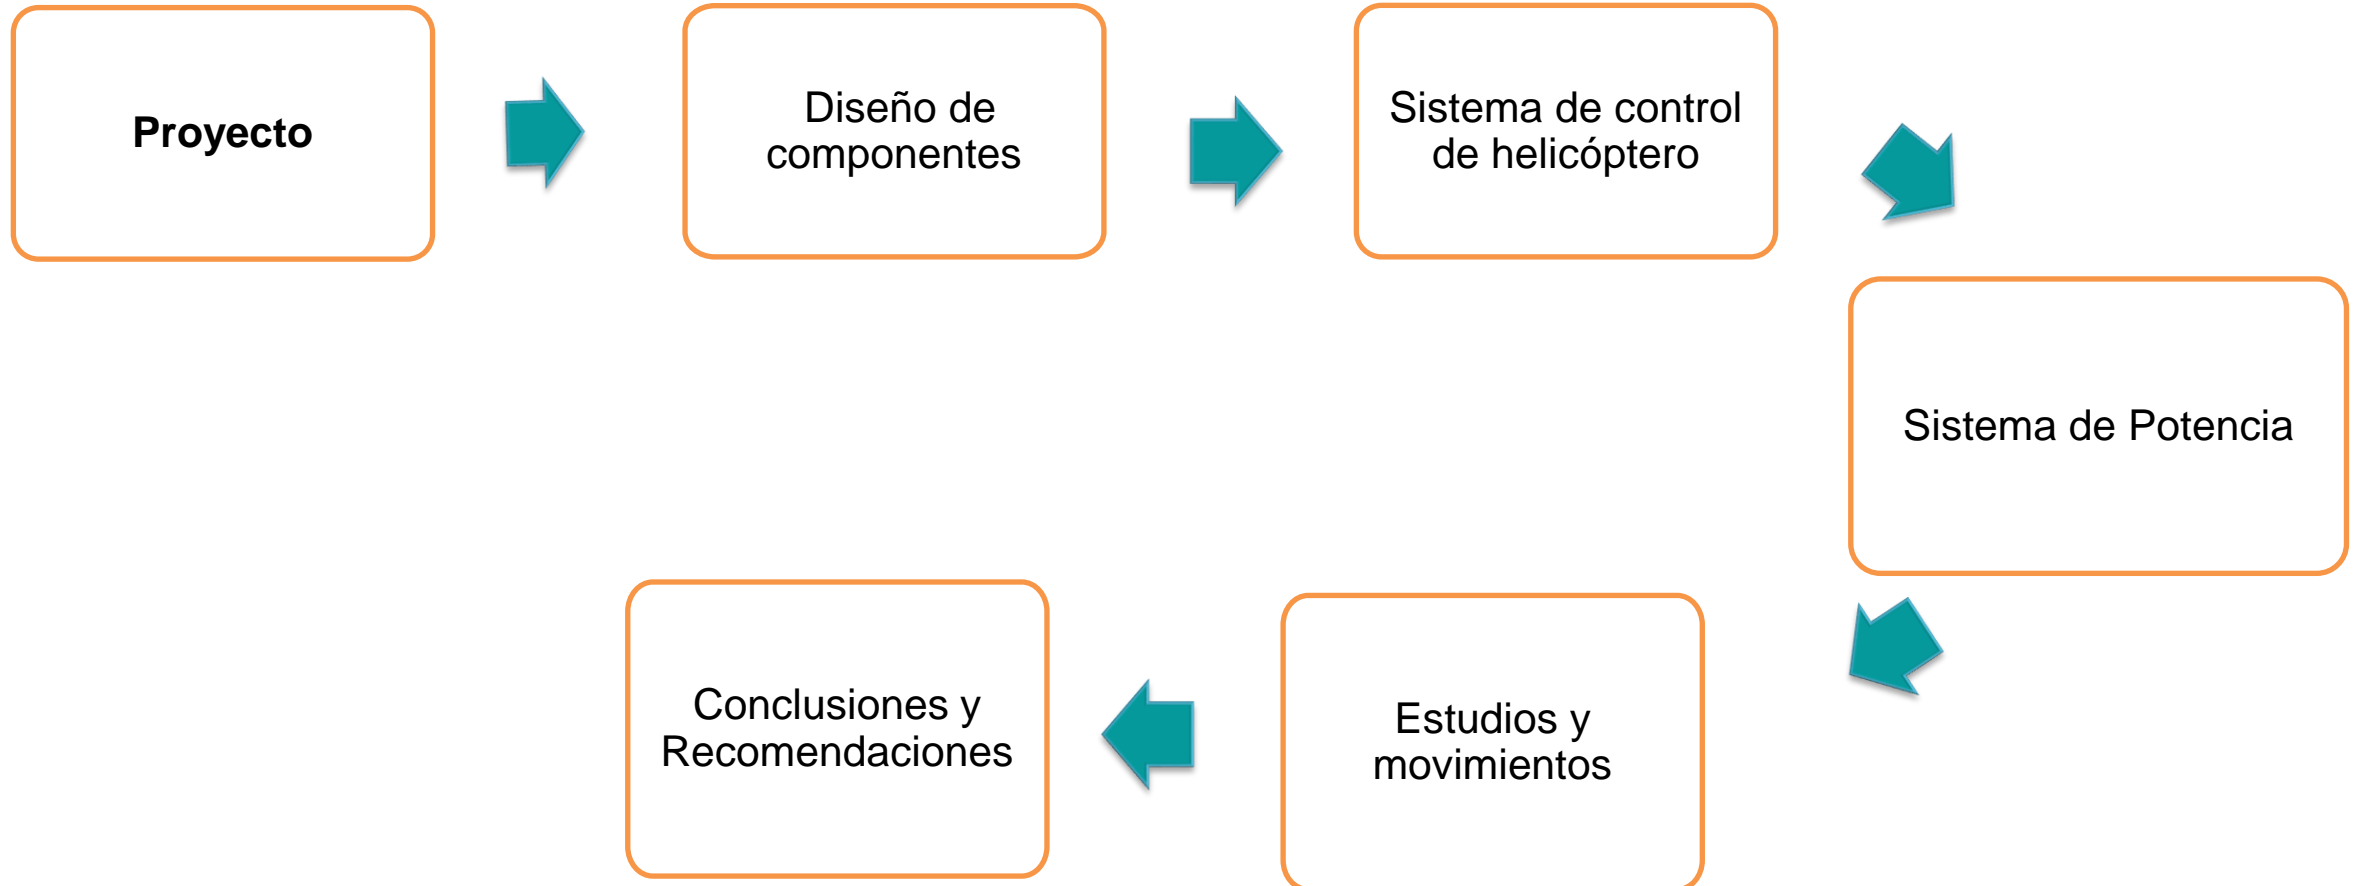 Proyecto
Diseño de
componentes
Sistema de control
de helicóptero
Sistema de Potencia
Estudios y
movimientos
Conclusiones y
Recomendaciones